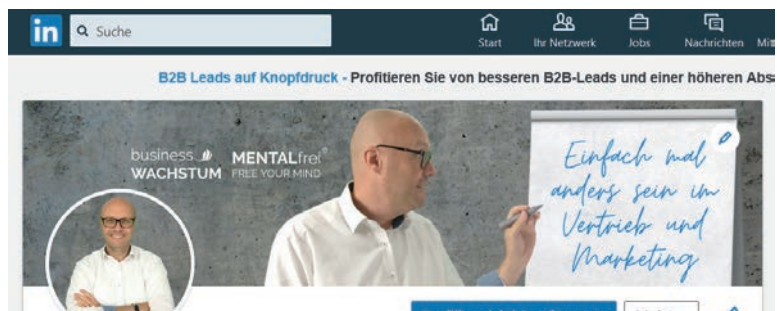 in
Suche
Start
Ihr Netzwerk
Jobs
Nachrichten
B2B Leads auf Knopfdruck - Profitieren Sie von besseren B2B-Leads und einer höheren Abs
business
WACHSTUM
MENTALfrei®
FREE YOUR MIND
Einfach mal
anders sein im
Vertrieb und
Marketing